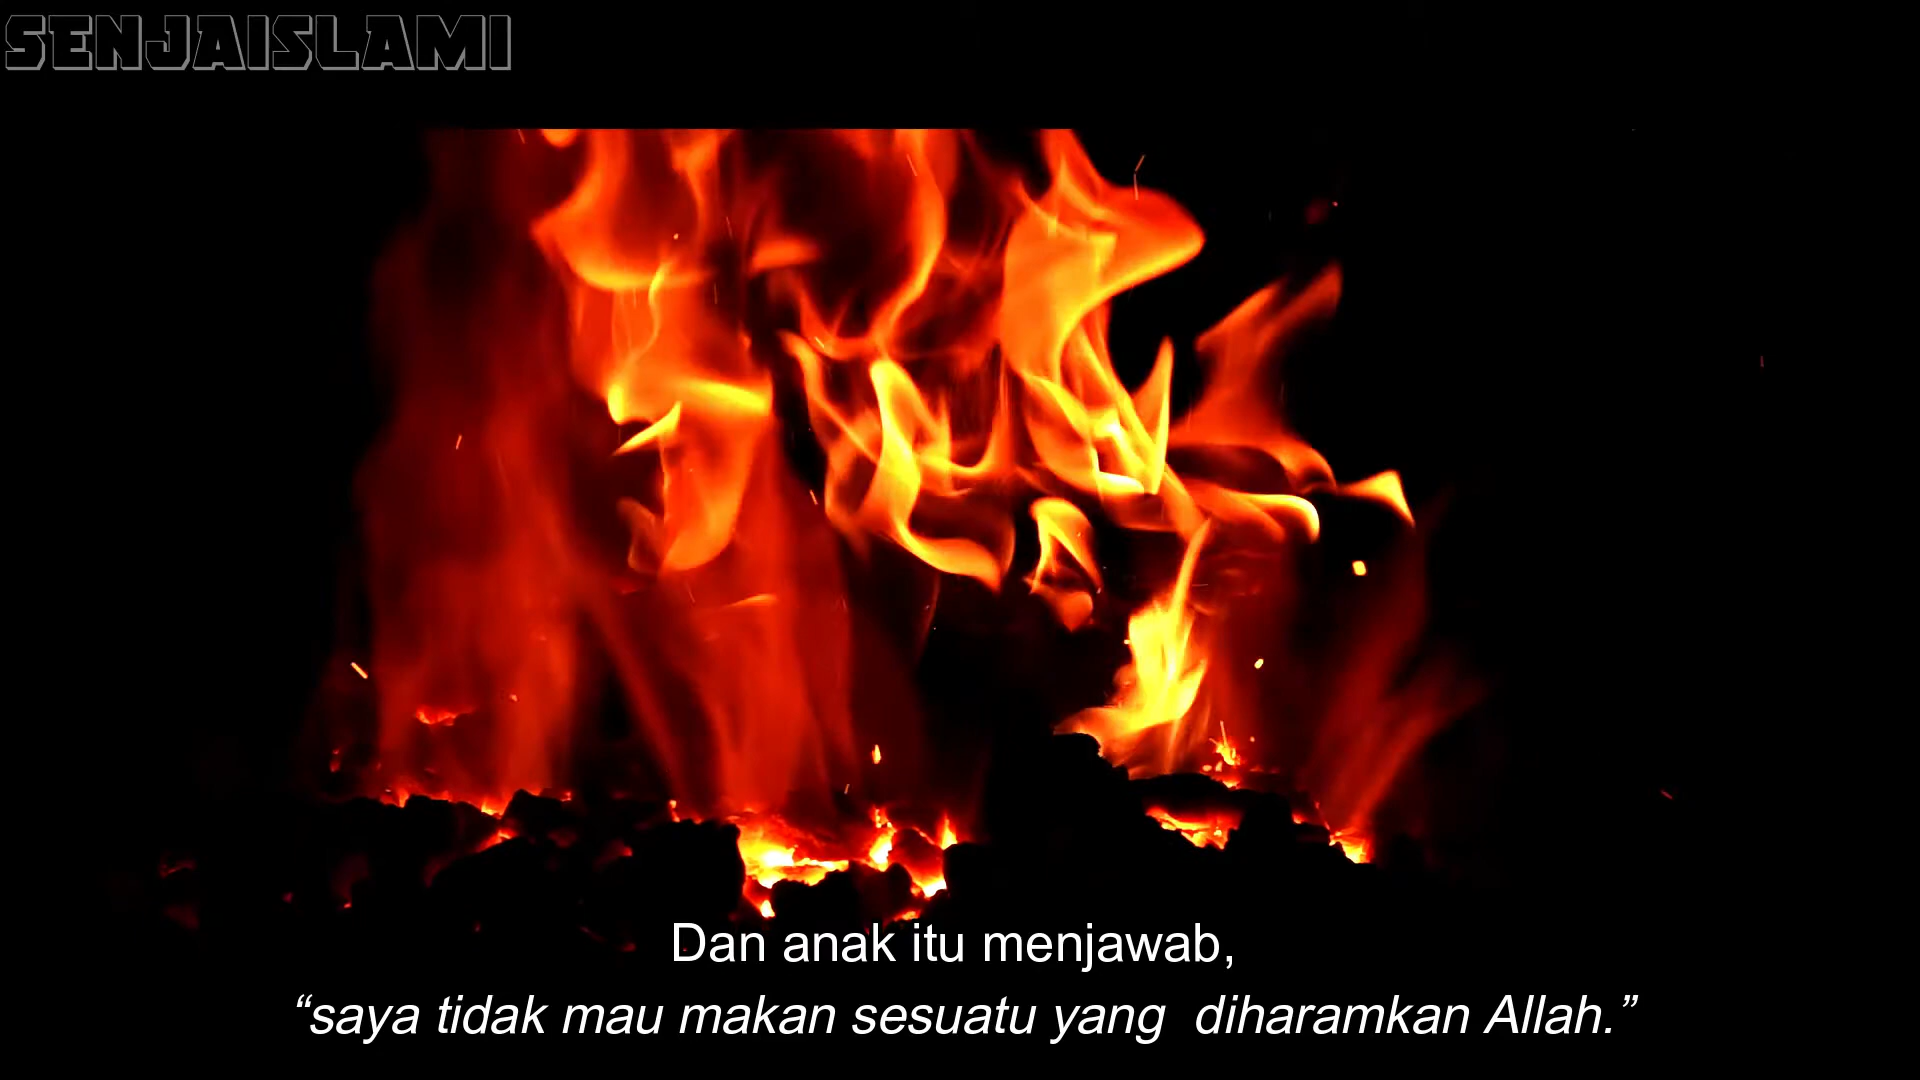 SENJAISLAMI
Dan anak itu menjawab,
“saya tidak mau makan sesuatu yang diharamkan Allah.”